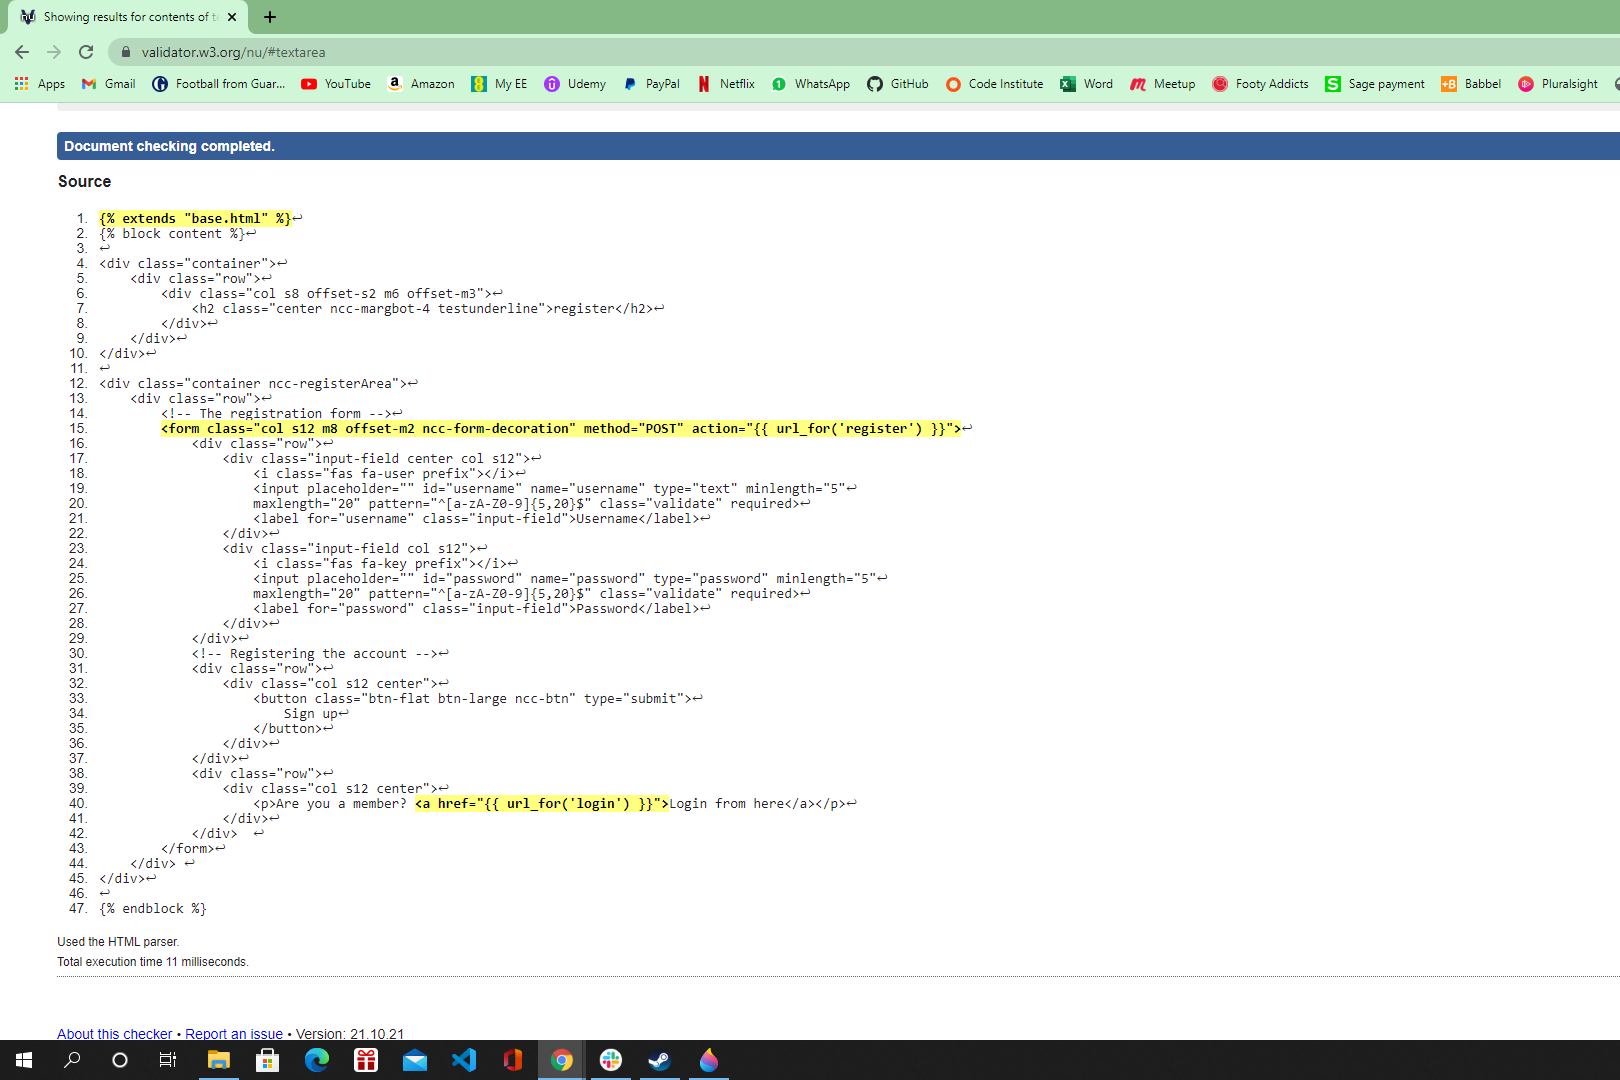 Showing results for contents of t
validator.w3.org/nu/#textarea
Apps Gmail Football from Guar... YouTube Amazon My EE Udemy PayPal Netflix WhatsApp GitHub Code Institute Word Meetup Footy Addicts Sage payment Babbel Pluralsight
Document checking completed.
Source
1. {% extends "base.html" %}↩
2. {% block content %}↩
3. ↩
4. <div class="container">↩
5.     <div class="row">↩
6.         <div class="col s8 offset-s2 m6 offset-m3">↩
7.             <h2 class="center ncc-margbot-4 testunderline">register</h2>↩
8.         </div>↩
9.     </div>↩
10. </div>↩
11. ↩
12. <div class="container ncc-registerArea">↩
13.     <div class="row">↩
14.         <!-- The registration form -->↩
15.         <form class="col s12 m8 offset-m2 ncc-form-decoration" method="POST" action="{{ url_for('register') }}">↩
16.             <div class="row">↩
17.                 <div class="input-field center col s12">↩
18.                     <i class="fas fa-user prefix"></i>↩
19.                     <input placeholder="" id="username" name="username" type="text" minlength="5"↩
20.                     maxlength="20" pattern="^[a-zA-Z0-9]{5,20}$" class="validate" required>↩
21.                     <label for="username" class="input-field">Username</label>↩
22.                 </div>↩
23.                 <div class="input-field col s12">↩
24.                     <i class="fas fa-key prefix"></i>↩
25.                     <input placeholder="" id="password" name="password" type="password" minlength="5"↩
26.                     maxlength="20" pattern="^[a-zA-Z0-9]{5,20}$" class="validate" required>↩
27.                     <label for="password" class="input-field">Password</label>↩
28.                 </div>↩
29.             </div>↩
30.             <!-- Registering the account -->↩
31.             <div class="row">↩
32.                 <div class="col s12 center">↩
33.                     <button class="btn-flat btn-large ncc-btn" type="submit">↩
34.                         Sign up↩
35.                     </button>↩
36.                 </div>↩
37.             </div>↩
38.             <div class="row">↩
39.                 <div class="col s12 center">↩
40.                     <p>Are you a member? <a href="{{ url_for('login') }}">Login from here</a></p>↩
41.                 </div>↩
42.             </div>  ↩
43.         </form>↩
44.     </div> ↩
45. </div>↩
46. ↩
47. {% endblock %}
Used the HTML parser.
Total execution time 11 milliseconds.
About this checker • Report an issue • Version: 21.10.21